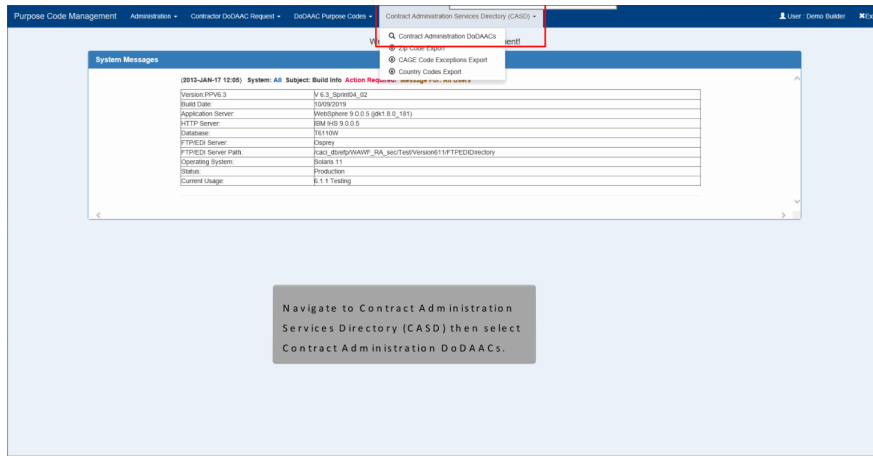 Purpose Code Management Administration Contractor DoDAAC Request DoDAAC Purpose Codes Contract Administration Services Directory (CASD) User : Demo Builder Ex
We ent!
Contract Administration DoDAACs
Zip Code Export
CAGE Code Exceptions Export
Country Codes Export
System Messages
(2013-JAN-17 12:05) System: All Subject: Build Info Action Required: Message For: All Users
Version:PPV6.3 V 6.3_Sprint04_02
Build Date: 10/09/2019
Application Server: WebSphere 9.0.0.5 (jdk1.8.0_181)
HTTP Server: IBM IHS 9.0.0.5
Database: T6110W
FTP/EDI Server: Osprey
FTP/EDI Server Path: /caci_db/efp/WAWF_RA_sec/Test/Version611/FTPEDIDirectory
Operating System: Solaris 11
Status: Production
Current Usage: 6.1.1 Testing
Navigate to Contract Administration
Services Directory (CASD) then select
Contract Administration DoDAACs.